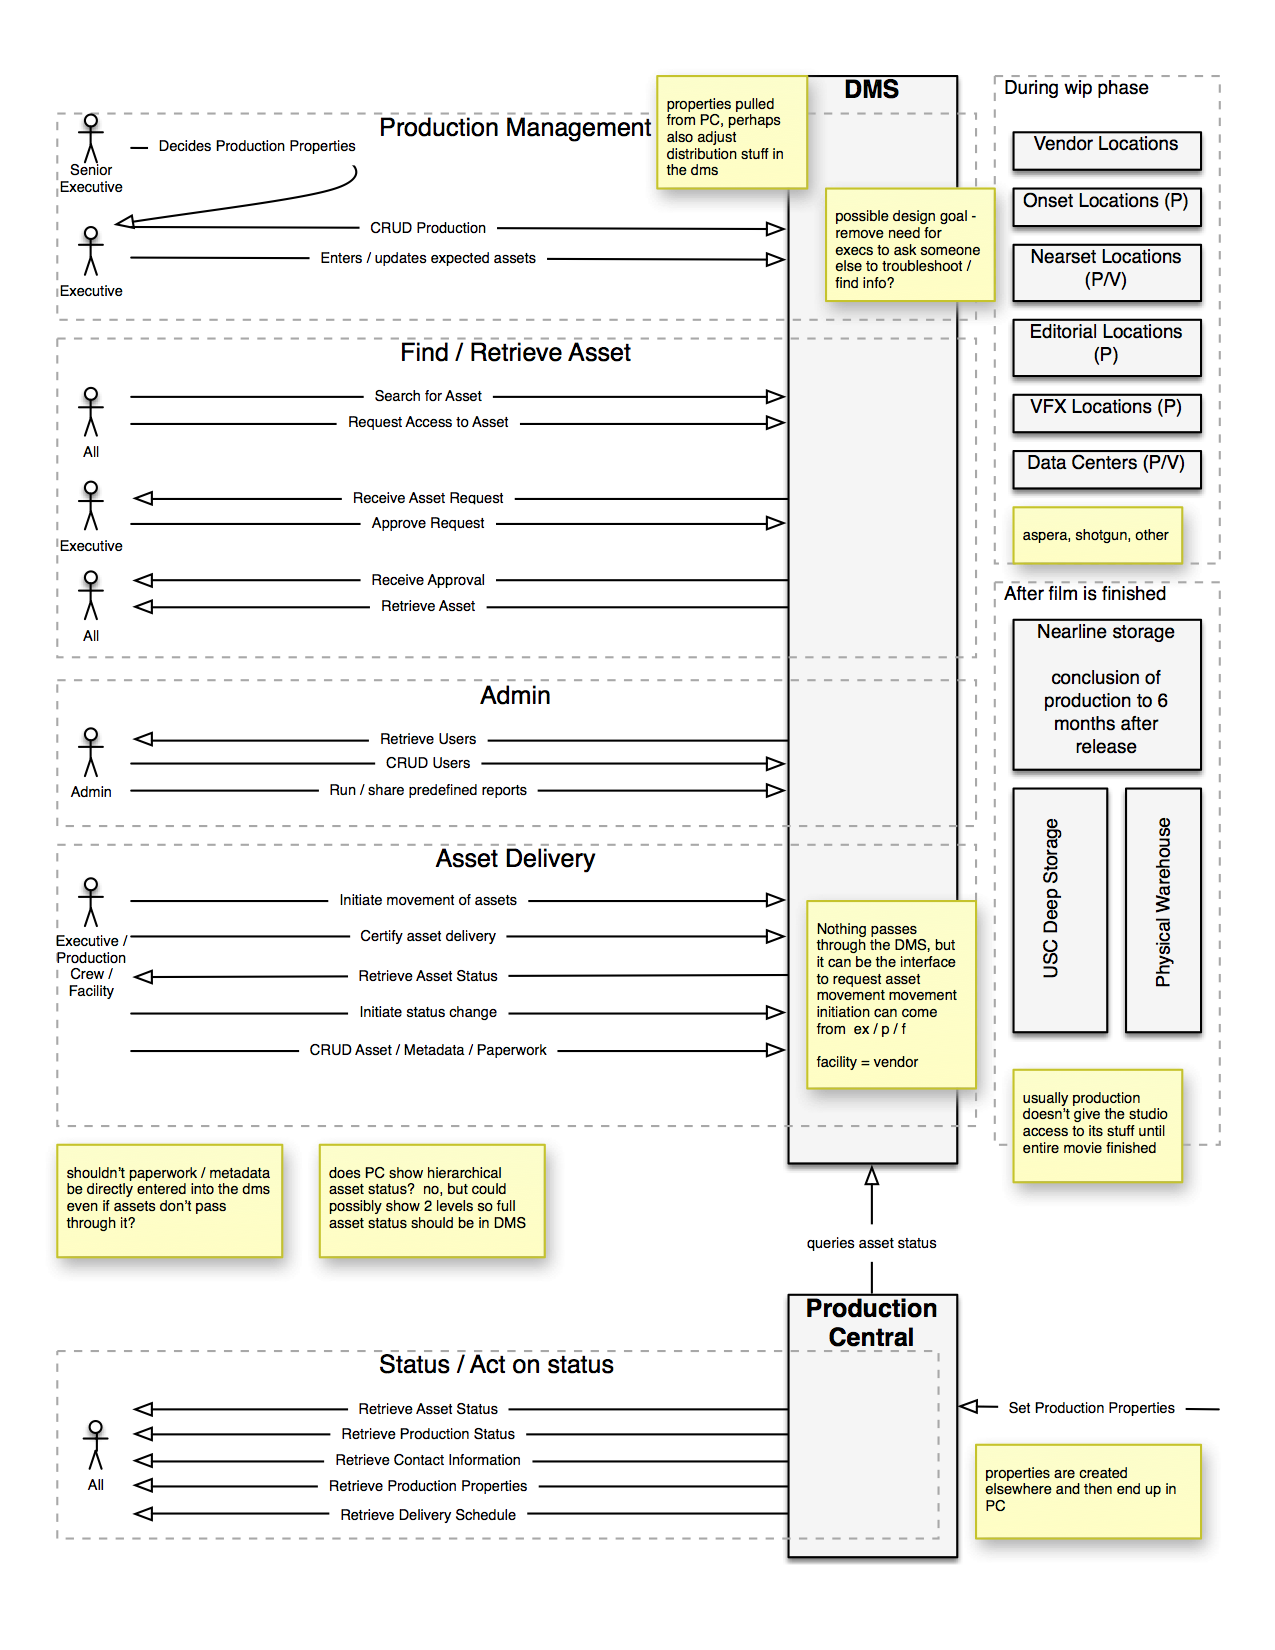 DMS
properties pulled
from PC, perhaps
also adjust
distribution stuff in
the dms
Production Management
Senior
Executive
Decides Production Properties
possible design goal -
remove need for
execs to ask someone
else to troubleshoot /
find info?
CRUD Production
Enters / updates expected assets
Executive
Find / Retrieve Asset
Search for Asset
Request Access to Asset
All
Receive Asset Request
Approve Request
Executive
Receive Approval
Retrieve Asset
All
Admin
Retrieve Users
CRUD Users
Run / share predefined reports
Admin
Asset Delivery
Initiate movement of assets
Certify asset delivery
Retrieve Asset Status
Initiate status change
CRUD Asset / Metadata / Paperwork
Executive /
Production
Crew /
Facility
Nothing passes
through the DMS, but
it can be the interface
to request asset
movement movement
initiation can come
from  ex / p / f
facility = vendor
shouldn't paperwork / metadata
be directly entered into the dms
even if assets don't pass
through it?
does PC show hierarchical
asset status?  no, but could
possibly show 2 levels so full
asset status should be in DMS
queries asset status
Production
Central
Status / Act on status
Retrieve Asset Status
Retrieve Production Status
Retrieve Contact Information
Retrieve Production Properties
Retrieve Delivery Schedule
All
Set Production Properties
properties are created
elsewhere and then end up in
PC
During wip phase
Vendor Locations
Onset Locations (P)
Nearset Locations
(P/V)
Editorial Locations
(P)
VFX Locations (P)
Data Centers (P/V)
aspera, shotgun, other
After film is finished
Nearline storage
conclusion of
production to 6
months after
release
USC Deep Storage
Physical Warehouse
usually production
doesn't give the studio
access to its stuff until
entire movie finished